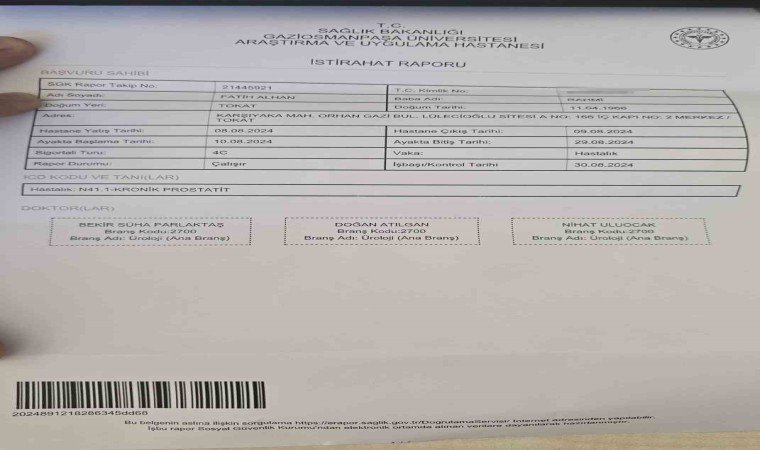 T.C.
SAĞLIK BAKANLIĞI
GAZİOSMANPAŞA ÜNİVERSİTESİ
ARAŞTIRMA VE UYGULAMA HASTANESİ
İSTİRAHAT RAPORU
BAŞVURU SAHİBİ
SGK Rapor Takip No: 21445921 T.C. Kimlik No:
Adı Soyadı: FATİH ALHAN Baba Adı: RAHMİ
Doğum Yeri: TOKAT Doğum Tarihi: 11.04.1966
Adres: KARŞIYAKA MAH. ORHAN GAZİ BUL. LÜLECİOĞLU SİTESİ A NO: 166 İÇ KAPI NO: 2 MERKEZ /
TOKAT
Hastane Yatış Tarihi: 08.08.2024 Hastane Çıkış Tarihi: 09.08.2024
Ayakta Başlama Tarihi: 10.08.2024 Ayakta Bitiş Tarihi: 29.08.2024
Sigortalı Turu: 4C Vaka: Hastalık
Rapor Durumu: Çalışır İşbaşı/Kontrol Tarihi 30.08.2024
ICD KODU VE TANI(LAR)
Hastalık: N41.1-KRONİK PROSTATİT
DOKTOR(LAR)
BEKİR SÜHA PARLAKTAŞ
Branş Kodu:2700
Branş Adı: Üroloji (Ana Branş)
DOĞAN ATILGAN
Branş Kodu:2700
Branş Adı: Üroloji (Ana Branş)
NİHAT ULUOCAK
Branş Kodu:2700
Branş Adı: Üroloji (Ana Branş)
2024891218286345dd68
Bu belgenin aslına ilişkin sorgulama https://erapor.saglik.gov.tr/DogrulamaServisi/ İnternet adresinden yapılabilir.
İşbu rapor Sosyal Güvenlik Kurumu'ndan elektronik ortamda alınan verilere dayanılarak hazırlanmıştır.